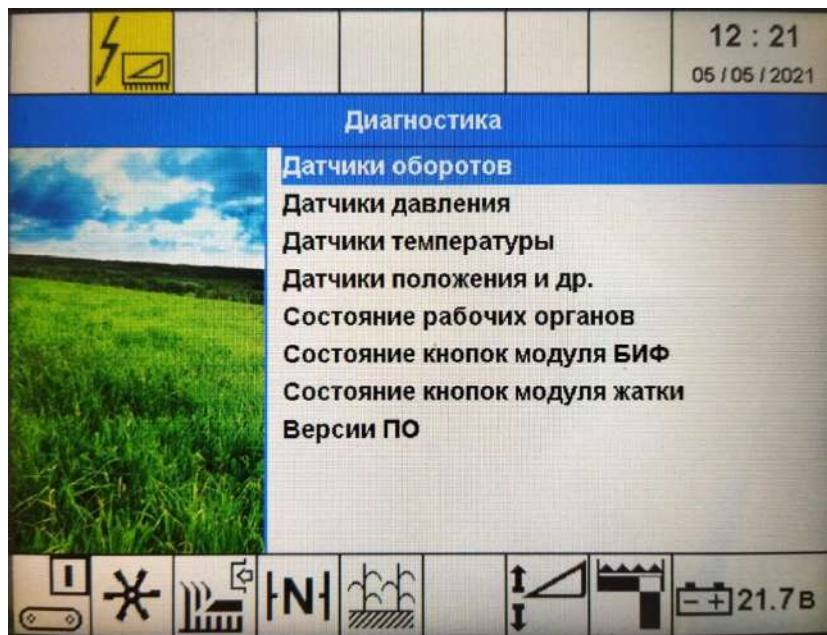 12 : 21
05 / 05 / 2021
Диагностика
Датчики оборотов
Датчики давления
Датчики температуры
Датчики положения и др.
Состояние рабочих органов
Состояние кнопок модуля БИФ
Состояние кнопок модуля жатки
Версии ПО
I
N
- + 21.7 В